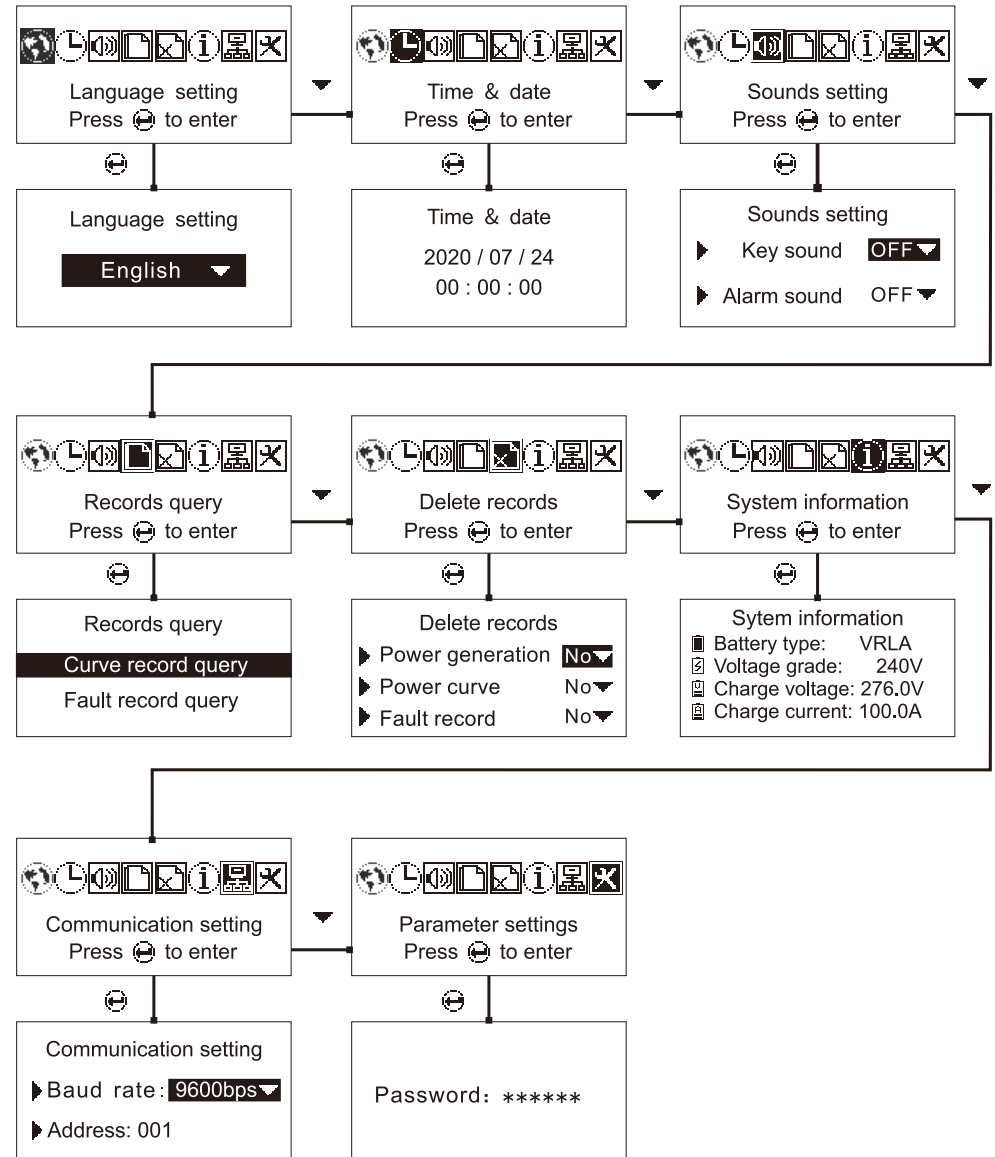 Language setting
Press to enter
Time & date
Press to enter
Sounds setting
Press to enter
Language setting
English
Time & date
2020 / 07 / 24
00 : 00 : 00
Sounds setting
Key sound OFF
Alarm sound OFF
Records query
Press to enter
Delete records
Press to enter
System information
Press to enter
Records query
Curve record query
Fault record query
Delete records
Power generation No
Power curve No
Fault record No
Sytem information
Battery type: VRLA
Voltage grade: 240V
Charge voltage: 276.0V
Charge current: 100.0A
Communication setting
Press to enter
Parameter settings
Press to enter
Communication setting
Baud rate: 9600bps
Address: 001
Password: ******